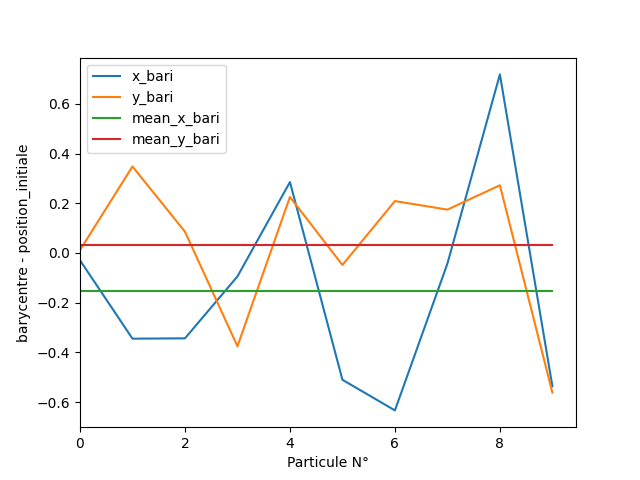 x_bari
y_bari
mean_x_bari
mean_y_bari
0.6
0.4
0.2
0.0
−0.2
−0.4
−0.6
barycentre - position_initiale
0 2 4 6 8
Particule N°